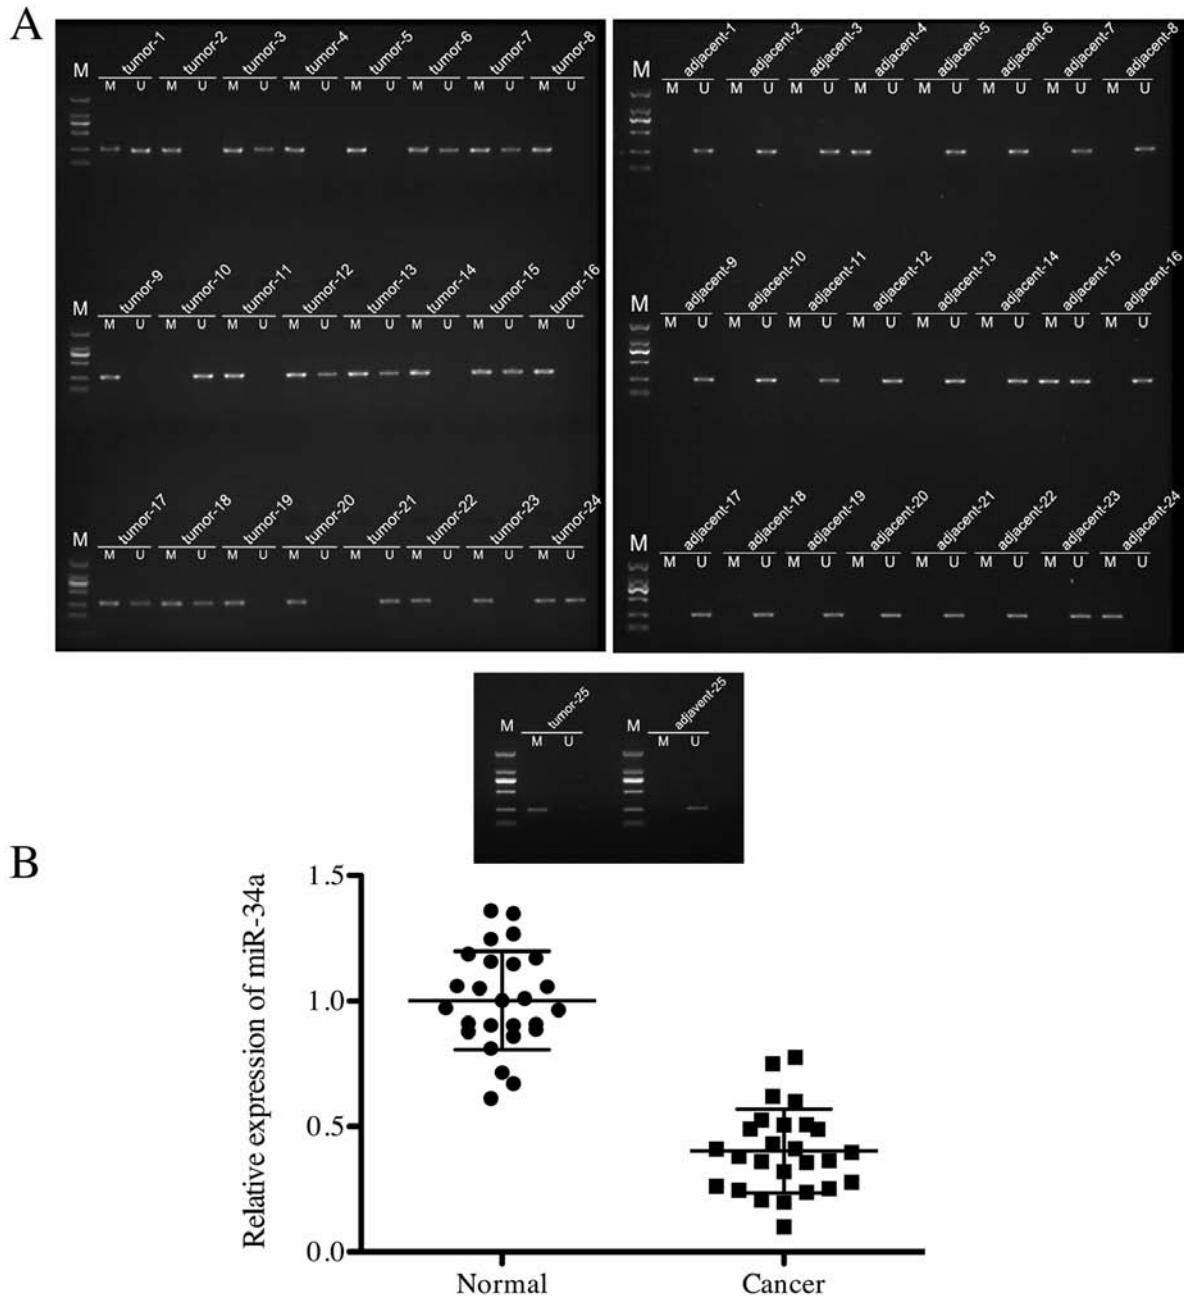 A
tumor-1 tumor-2 tumor-3 tumor-4 tumor-5 tumor-6 tumor-7 tumor-8
M M U M U M U M U M U M U M U M U
adjacent-1 adjacent-2 adjacent-3 adjacent-4 adjacent-5 adjacent-6 adjacent-7 adjacent-8
M M U M U M U M U M U M U M U M U
tumor-9 tumor-10 tumor-11 tumor-12 tumor-13 tumor-14 tumor-15 tumor-16
M M U M U M U M U M U M U M U M U
adjacent-9 adjacent-10 adjacent-11 adjacent-12 adjacent-13 adjacent-14 adjacent-15 adjacent-16
M M U M U M U M U M U M U M U M U
tumor-17 tumor-18 tumor-19 tumor-20 tumor-21 tumor-22 tumor-23 tumor-24
M M U M U M U M U M U M U M U M U
adjacent-17 adjacent-18 adjacent-19 adjacent-20 adjacent-21 adjacent-22 adjacent-23 adjacent-24
M M U M U M U M U M U M U M U M U
tumor-25 adjavent-25
M M U M M U
B
Relative expression of miR-34a
1.5
1.0
0.5
0.0
Normal Cancer